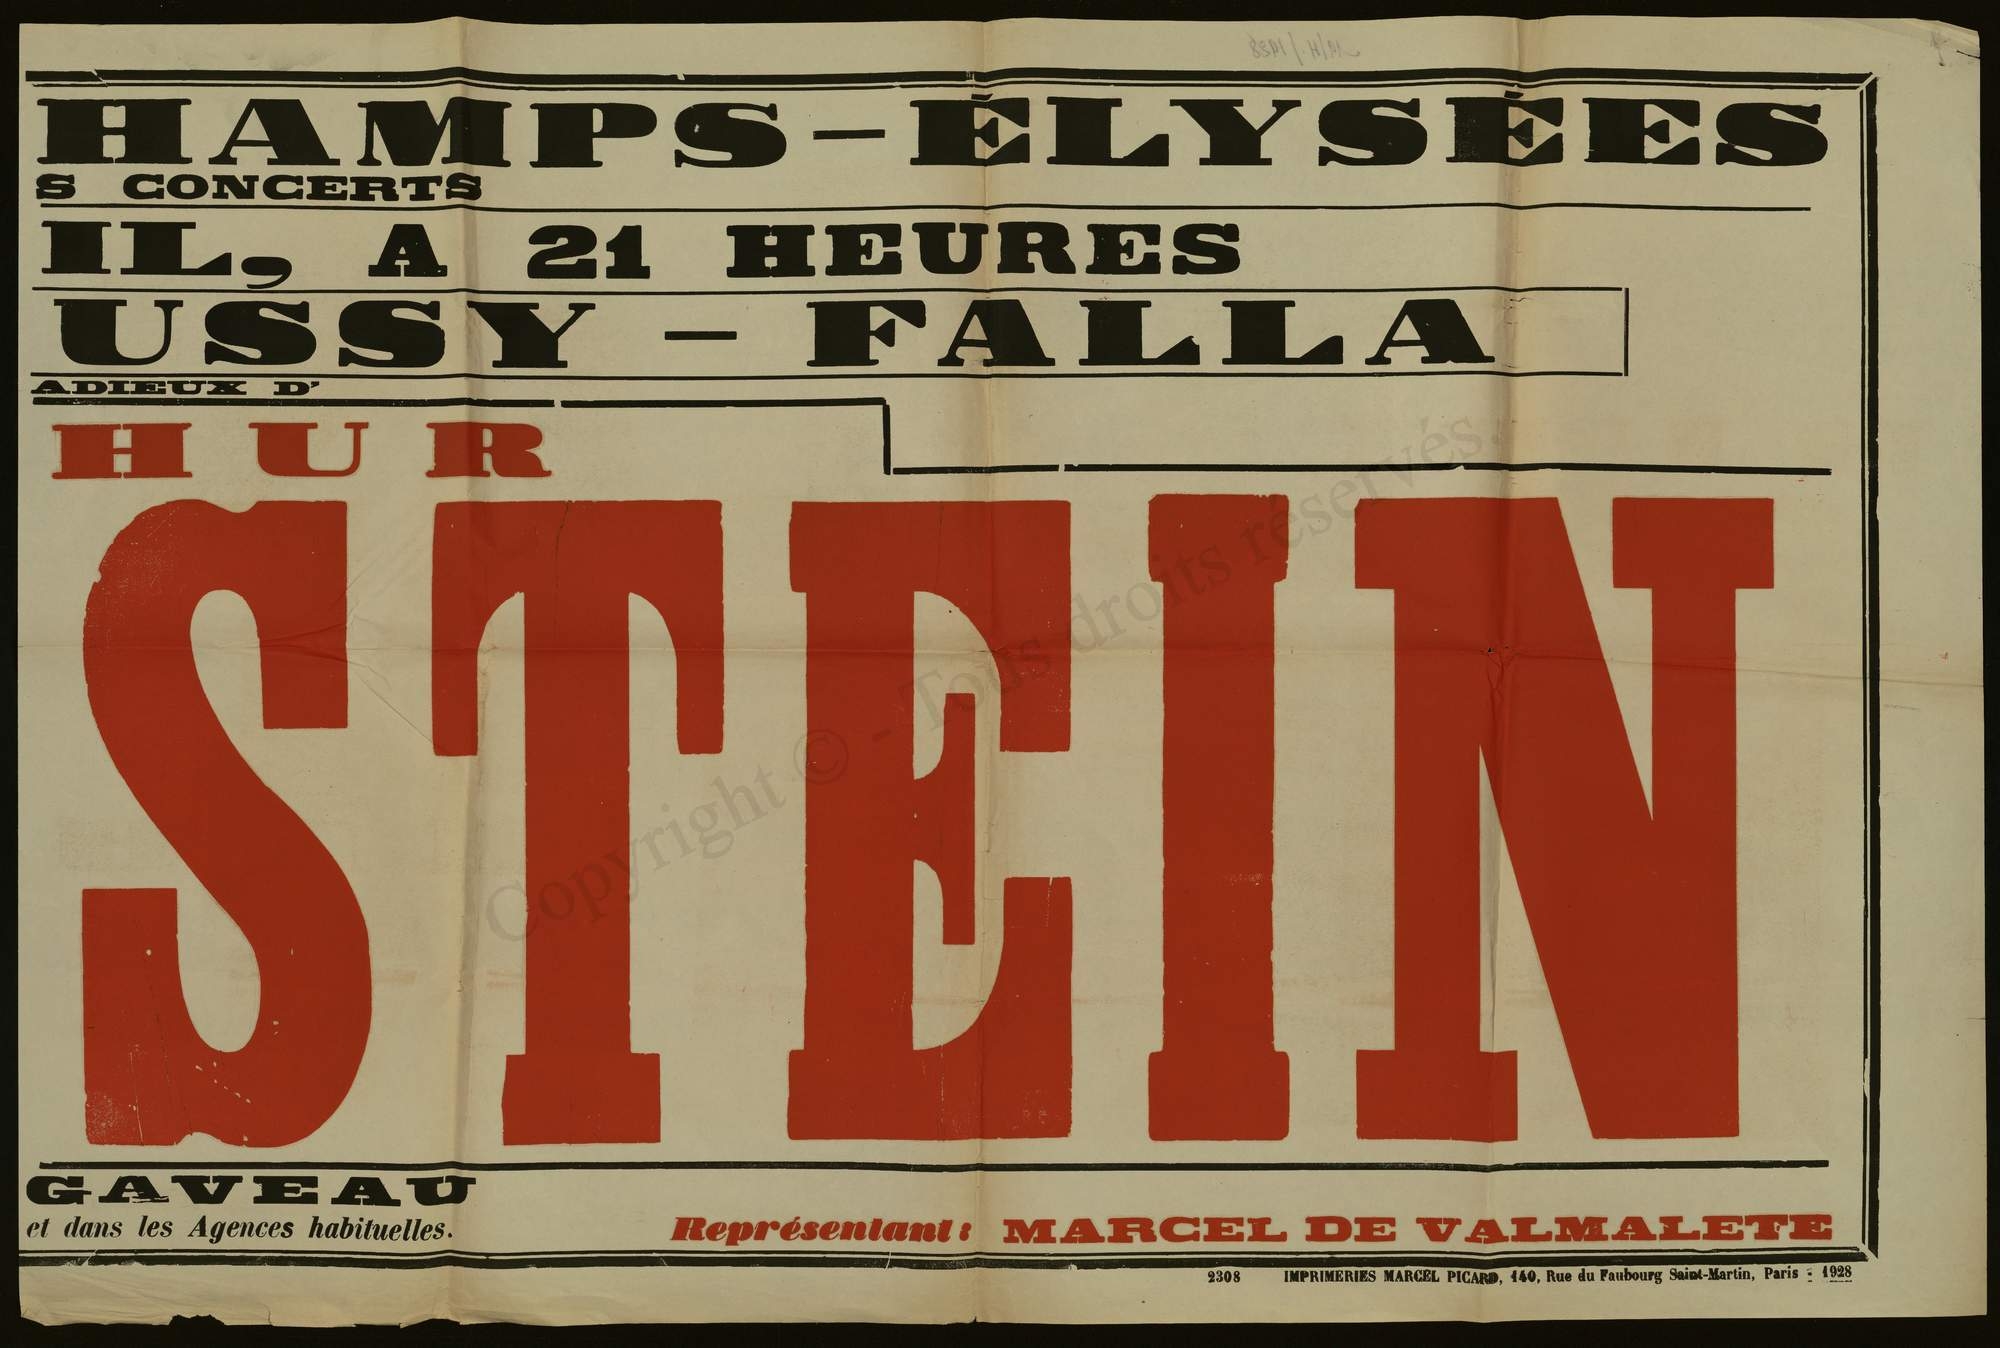 HAMPS-ÉLYSÉES
S CONCERTS
IL, A 21 HEURES
USSY - FALLA
ADIEUX D'
HUR
STEIN
GAVEAU
et dans les Agences habituelles.
Représentant: MARCEL DE VALMALETE
2308 IMPRIMERIES MARCEL PICARD, 140, Rue du Faubourg Saint-Martin, Paris - 1928
Copyright © - Tous droits réservés.